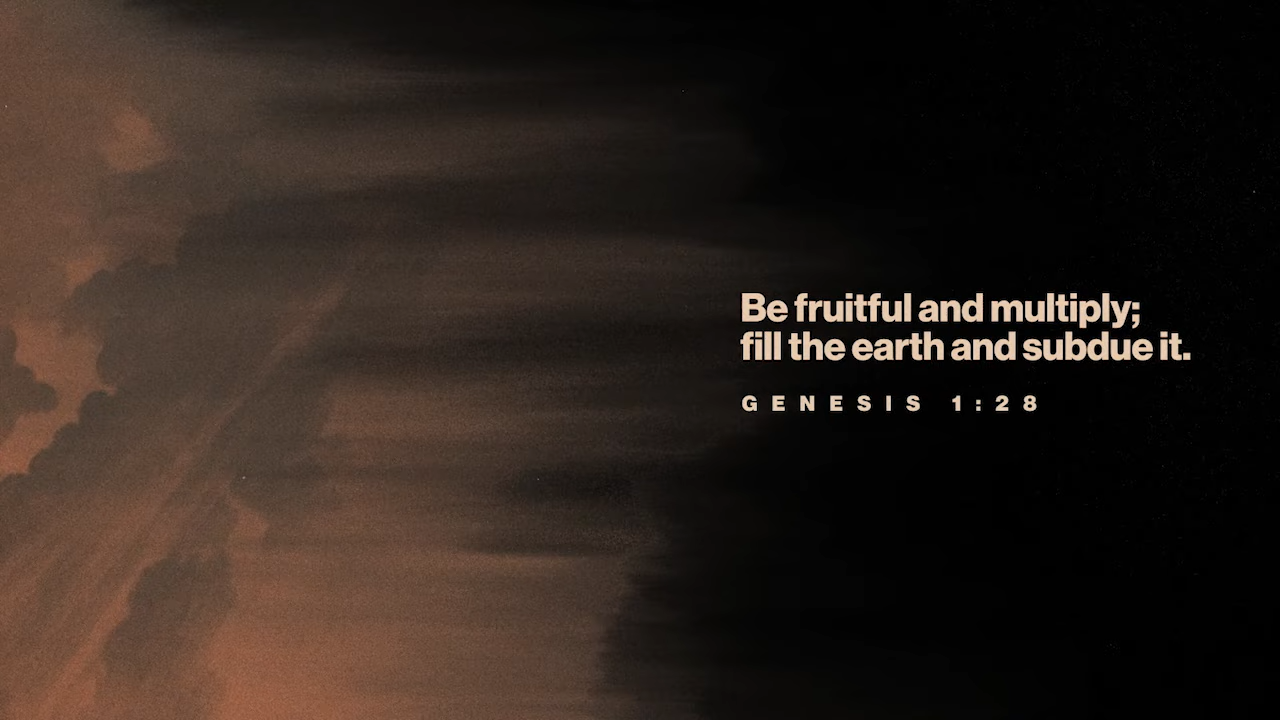 Be fruitful and multiply;
fill the earth and subdue it.
GENESIS 1:28